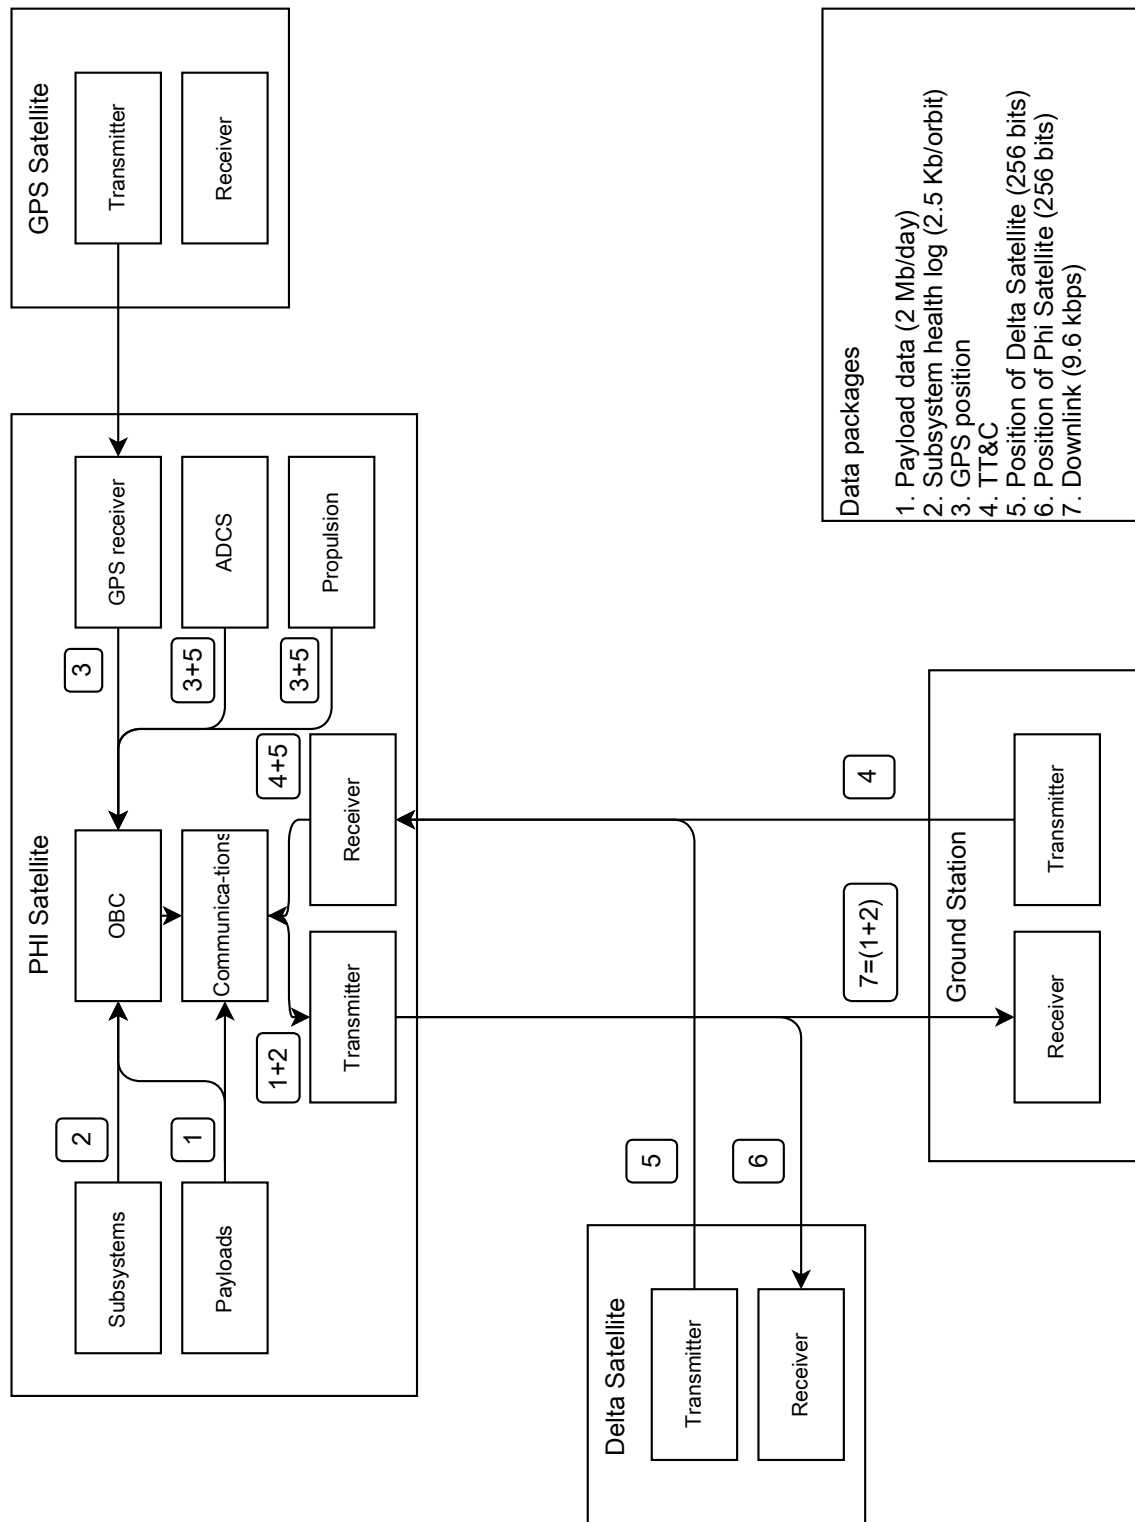 PHI Satellite
Subsystems
Payloads
2
1
OBC
Communica-tions
1+2
Transmitter
4+5
Receiver
3
3+5
3+5
GPS receiver
ADCS
Propulsion
GPS Satellite
Transmitter
Receiver
Delta Satellite
Transmitter
Receiver
5
6
7=(1+2)
4
Ground Station
Receiver
Transmitter
Data packages
1. Payload data (2 Mb/day)
2. Subsystem health log (2.5 Kb/orbit)
3. GPS position
4. TT&C
5. Position of Delta Satellite (256 bits)
6. Position of Phi Satellite (256 bits)
7. Downlink (9.6 kbps)